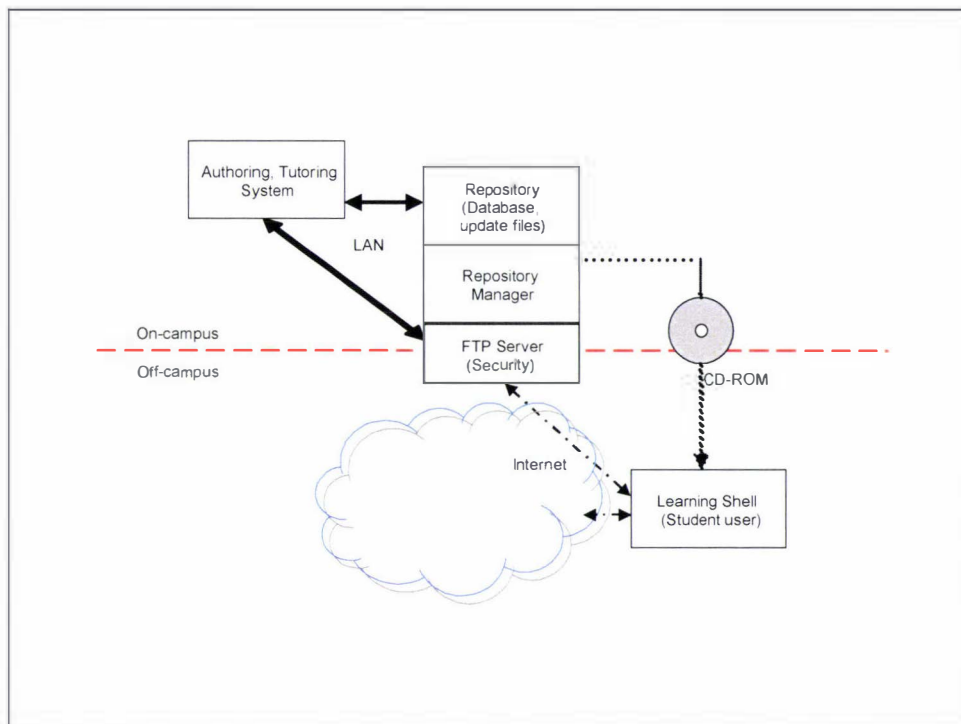 Authoring, Tutoring
System
Repository
(Database,
update files)
LAN
Repository
Manager
On-campus
FTP Server
(Security)
Off-campus
CD-ROM
Internet
Learning Shell
(Student user)